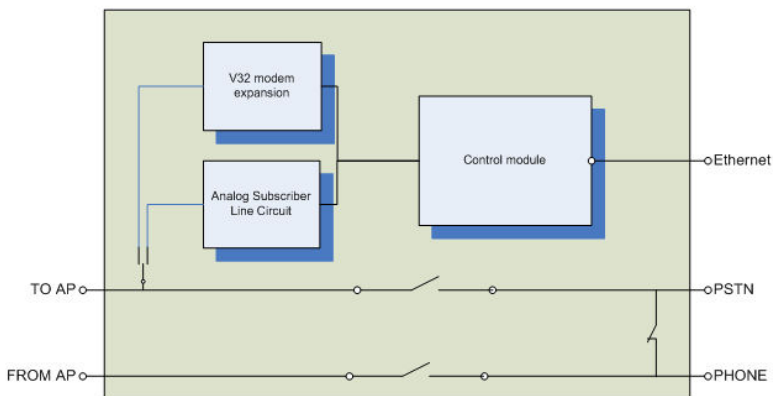 V32 modem
expansion
Control module
Ethernet
Analog Subscriber
Line Circuit
TO AP
PSTN
FROM AP
PHONE